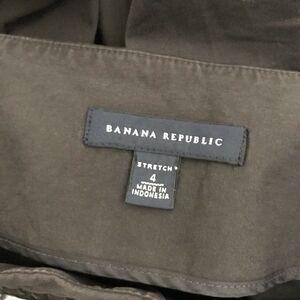 BANANA REPUBLIC
STRETCH
4
MADE IN
INDONESIA